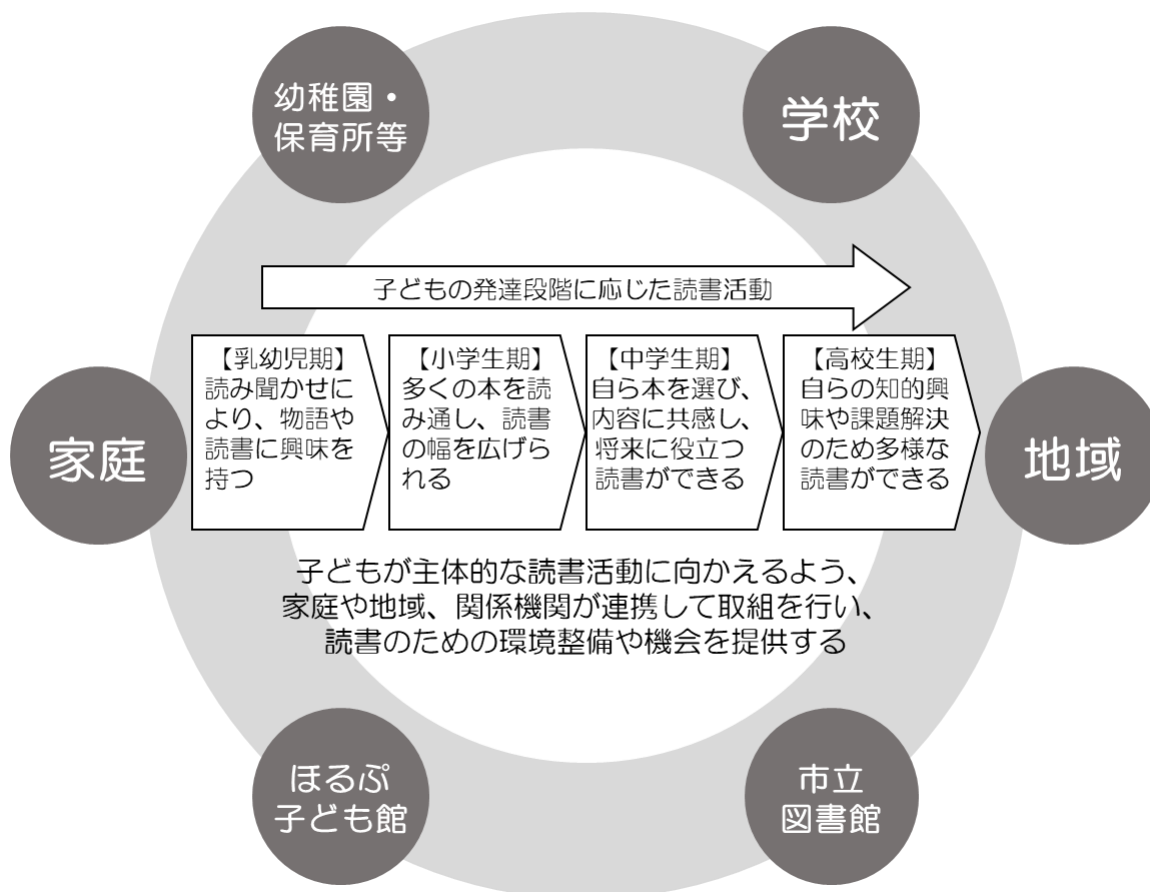 幼稚園・
保育所等
学校
子どもの発達段階に応じた読書活動
【乳幼児期】
読み聞かせに
より、物語や
読書に興味を
持つ
【小学生期】
多くの本を読
み通し、読書
の幅を広げら
れる
【中学生期】
自ら本を選び、
内容に共感し、
将来に役立つ
読書ができる
【高校生期】
自らの知的興
味や課題解決
のため多様な
読書ができる
家庭
地域
子どもが主体的な読書活動に向かえるよう、
家庭や地域、関係機関が連携して取組を行い、
読書のための環境整備や機会を提供する
ほるぷ
子ども館
市立
図書館